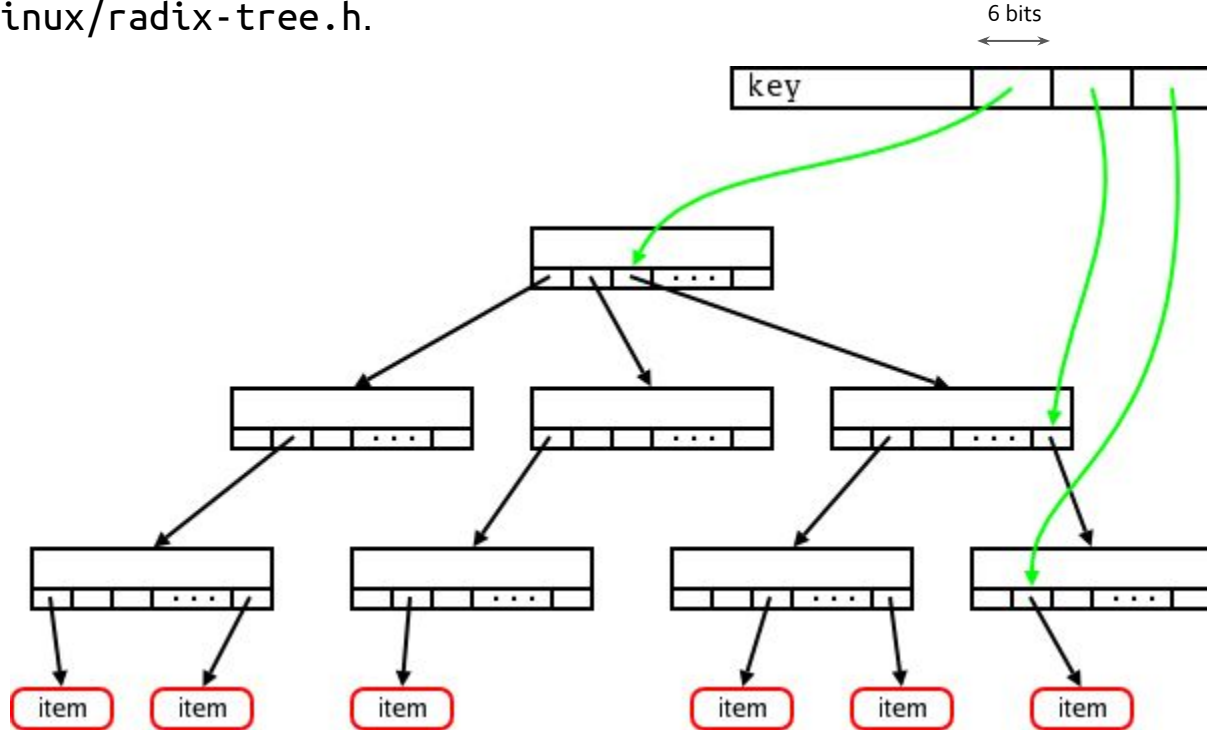 inux/radix-tree.h.
6 bits
key
. . .
. . .
. . .
. . .
. . .
. . .
. . .
. . .
item
item
item
item
item
item